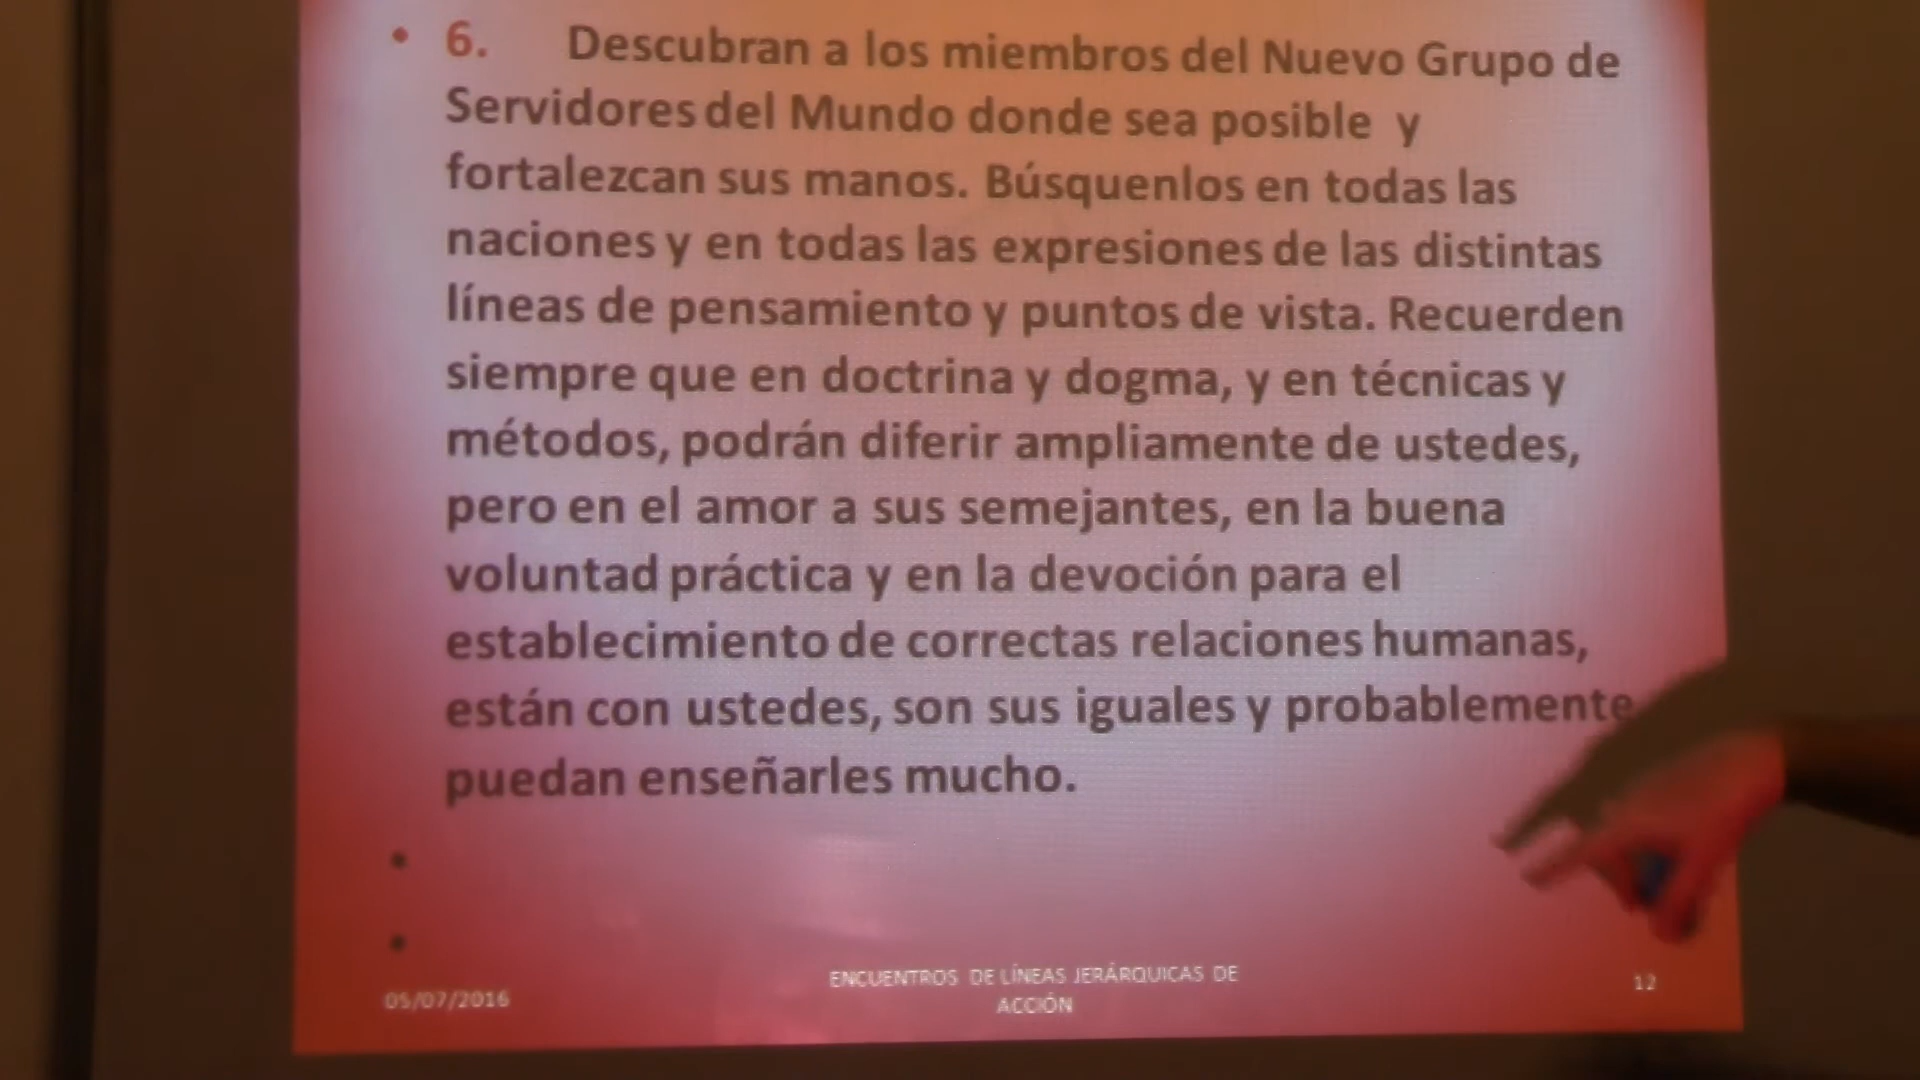 • 6. Descubran a los miembros del Nuevo Grupo de
Servidores del Mundo donde sea posible y
fortalezcan sus manos. Búsquenlos en todas las
naciones y en todas las expresiones de las distintas
líneas de pensamiento y puntos de vista. Recuerden
siempre que en doctrina y dogma, y en técnicas y
métodos, podrán diferir ampliamente de ustedes,
pero en el amor a sus semejantes, en la buena
voluntad práctica y en la devoción para el
establecimiento de correctas relaciones humanas,
están con ustedes, son sus iguales y probablemente
puedan enseñarles mucho.
•
•
05/07/2016
ENCUENTROS DE LÍNEAS JERÁRQUICAS DE
ACCIÓN
12